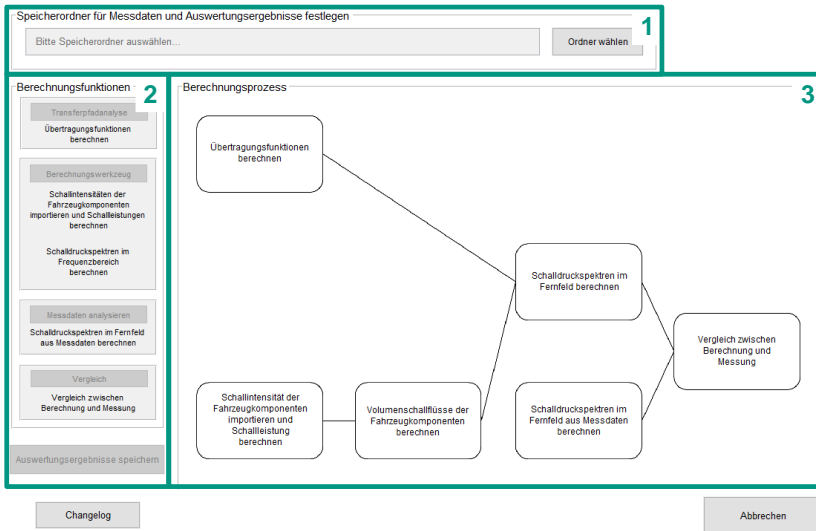 Speicherordner für Messdaten und Auswertungsergebnisse festlegen
1
Bitte Speicherordner auswählen...
Ordner wählen
Berechnungsfunktionen
2
Transferpfadanalyse
Übertragungsfunktionen
berechnen
Berechnungswerkzeug
Schallintensitäten der
Fahrzeugkomponenten
importieren und Schallleistungen
berechnen
Schalldruckspektren im
Frequenzbereich
berechnen
Messdaten analysieren
Schalldruckspektren im Fernfeld
aus Messdaten berechnen
Vergleich
Vergleich zwischen
Berechnung und Messung
Auswertungsergebnisse speichern
Berechnungsprozess
3
Übertragungsfunktionen
berechnen
Schalldruckspektren im
Fernfeld berechnen
Vergleich zwischen
Berechnung und
Messung
Schallintensität der
Fahrzeugkomponenten
importieren und
Schallleistung
berechnen
Volumenschallflüsse der
Fahrzeugkomponenten
berechnen
Schalldruckspektren im
Fernfeld aus Messdaten
berechnen
Changelog
Abbrechen